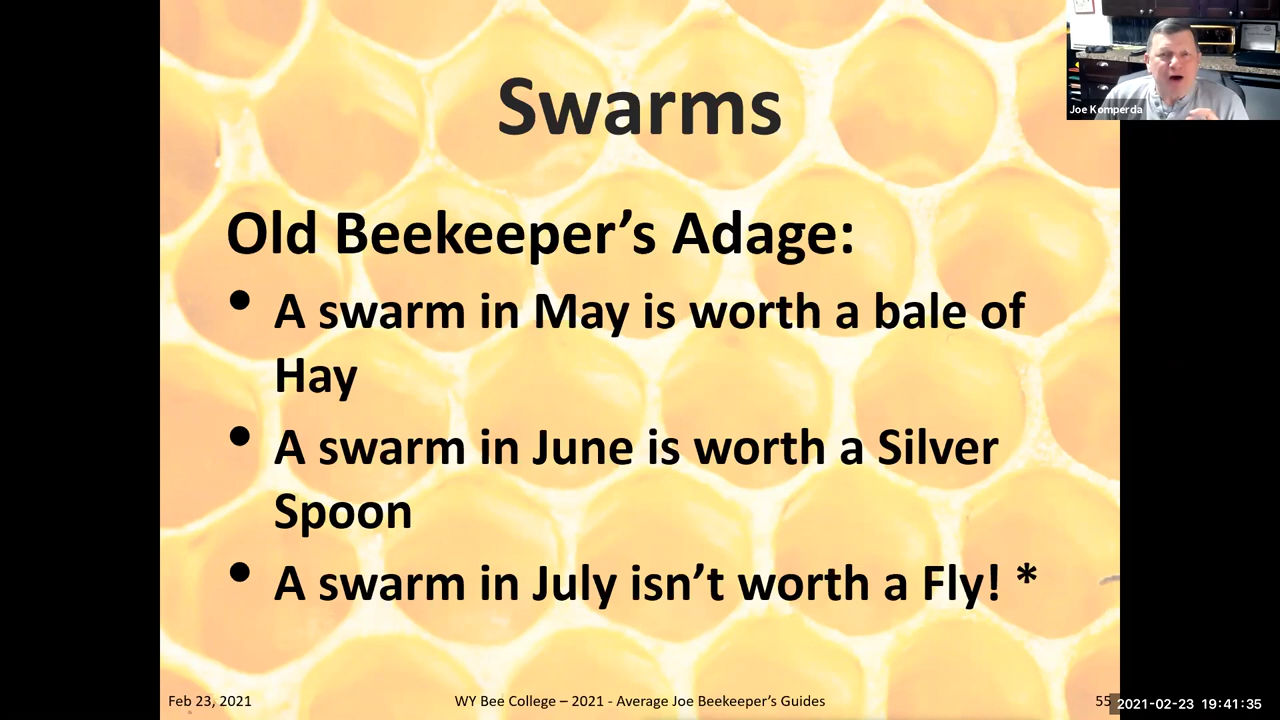 Swarms
Joe Komperda
Old Beekeeper’s Adage:
• A swarm in May is worth a bale of
Hay
• A swarm in June is worth a Silver
Spoon
• A swarm in July isn’t worth a Fly! *
Feb 23, 2021
WY Bee College – 2021 - Average Joe Beekeeper’s Guides
55
2021-02-23 19:41:35